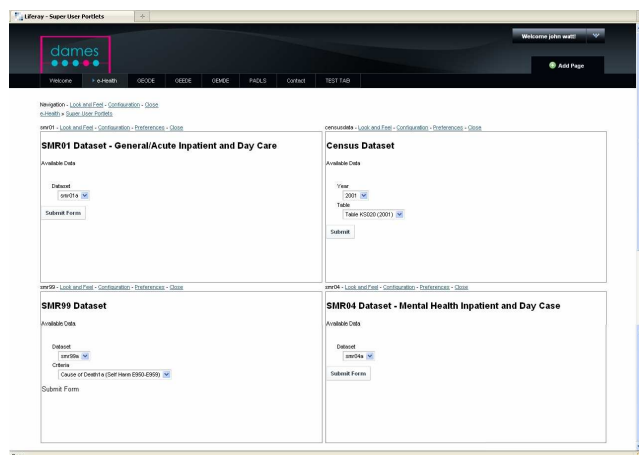 Liferay - Super User Portlets
Welcome john watt!
dames
Add Page
Welcome e-Health GEODE GEEDE GEMDE PADLS Contact TEST TAB
Navigation - Look and Feel - Configuration - Close
e-Health » Super User Portlets
smr01 - Look and Feel - Configuration - Preferences - Close
SMR01 Dataset - General/Acute Inpatient and Day Care
Available Data
Dataset
smr01a
Submit Form
censusdata - Look and Feel - Configuration - Preferences - Close
Census Dataset
Available Data
Year
2001
Table
Table KS020 (2001)
Submit
smr99 - Look and Feel - Configuration - Preferences - Close
SMR99 Dataset
Available Data
Dataset
smr99a
Criteria
Cause of Death1a (Self Harm E950-E959)
Submit Form
smr04 - Look and Feel - Configuration - Preferences - Close
SMR04 Dataset - Mental Health Inpatient and Day Case
Available Data
Dataset
smr04a
Submit Form